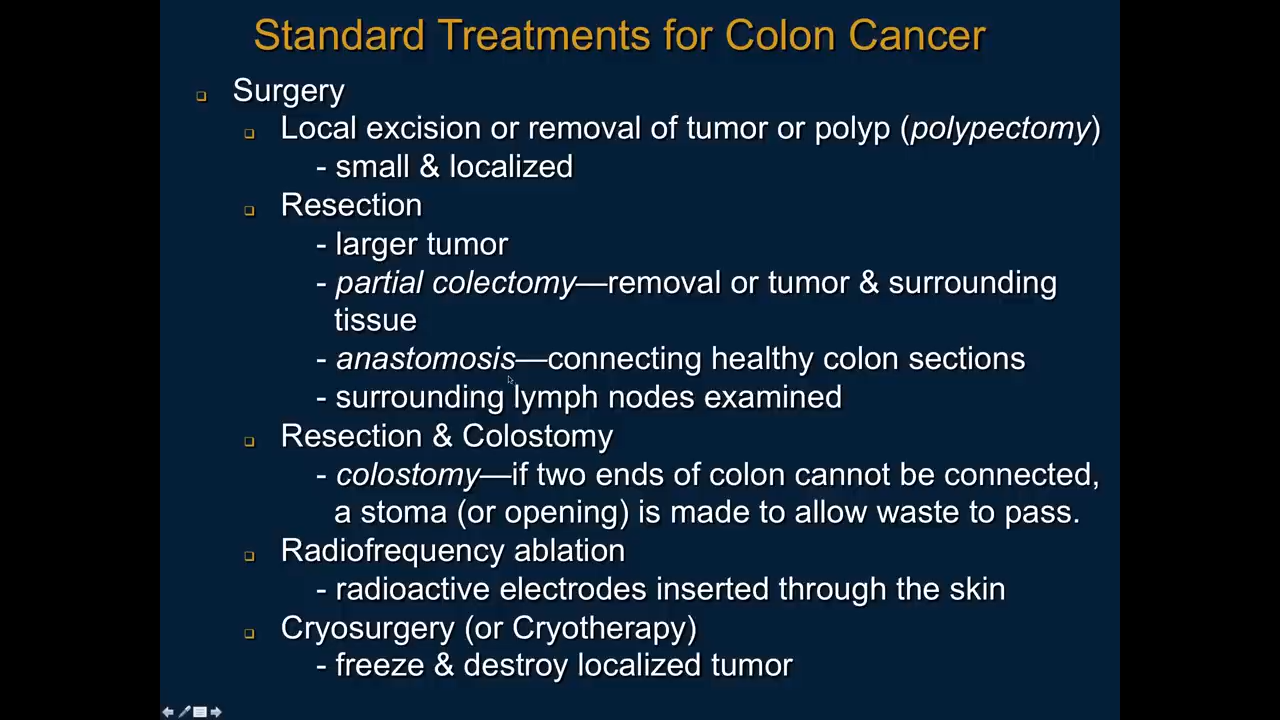 Standard Treatments for Colon Cancer
Surgery
Local excision or removal of tumor or polyp (polypectomy)
- small & localized
Resection
- larger tumor
- partial colectomy—removal or tumor & surrounding
tissue
- anastomosis—connecting healthy colon sections
- surrounding lymph nodes examined
Resection & Colostomy
- colostomy—if two ends of colon cannot be connected,
a stoma (or opening) is made to allow waste to pass.
Radiofrequency ablation
- radioactive electrodes inserted through the skin
Cryosurgery (or Cryotherapy)
- freeze & destroy localized tumor